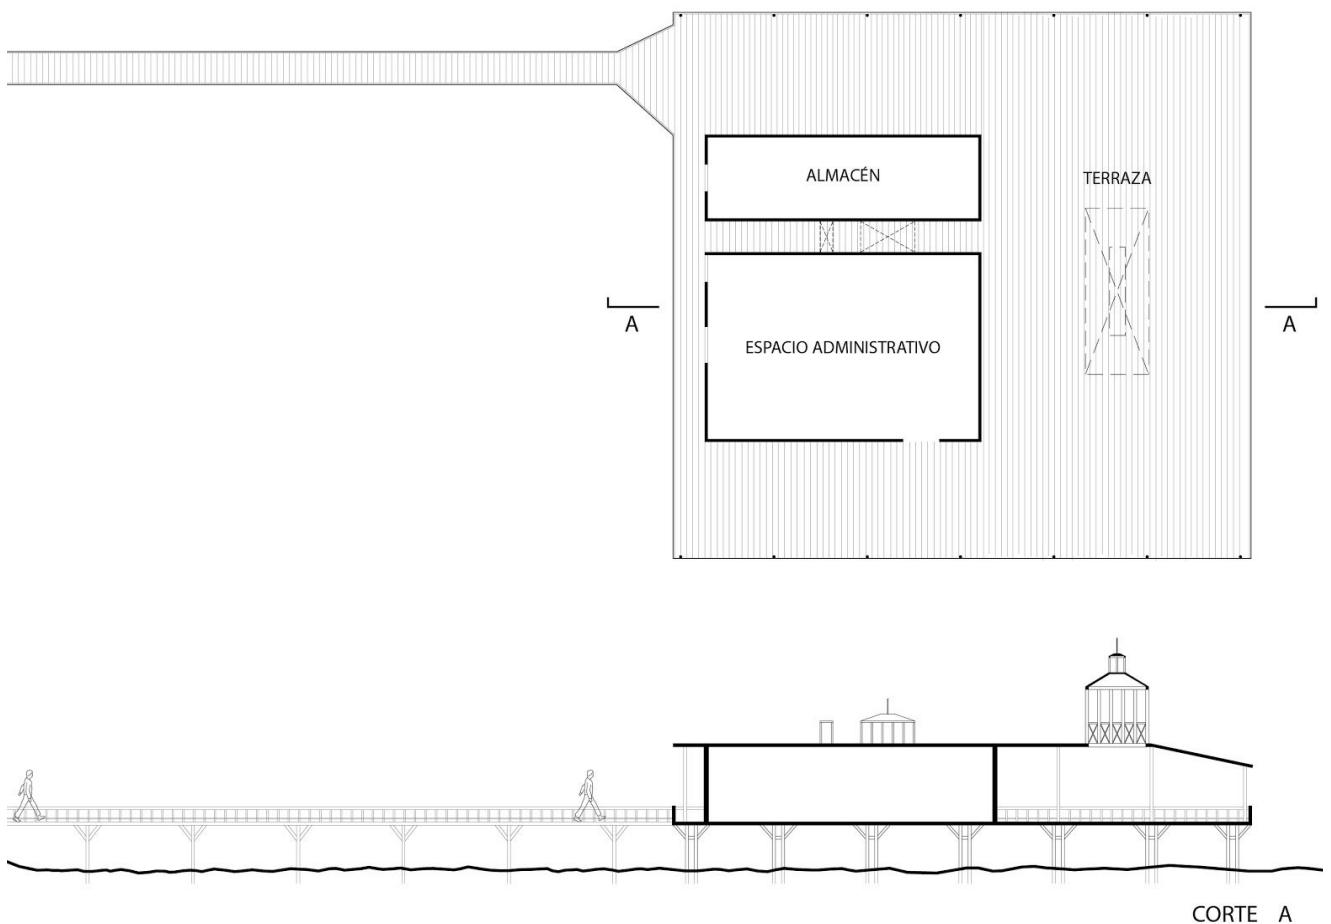 ALMACÉN
TERRAZA
A
A
ESPACIO ADMINISTRATIVO
CORTE A